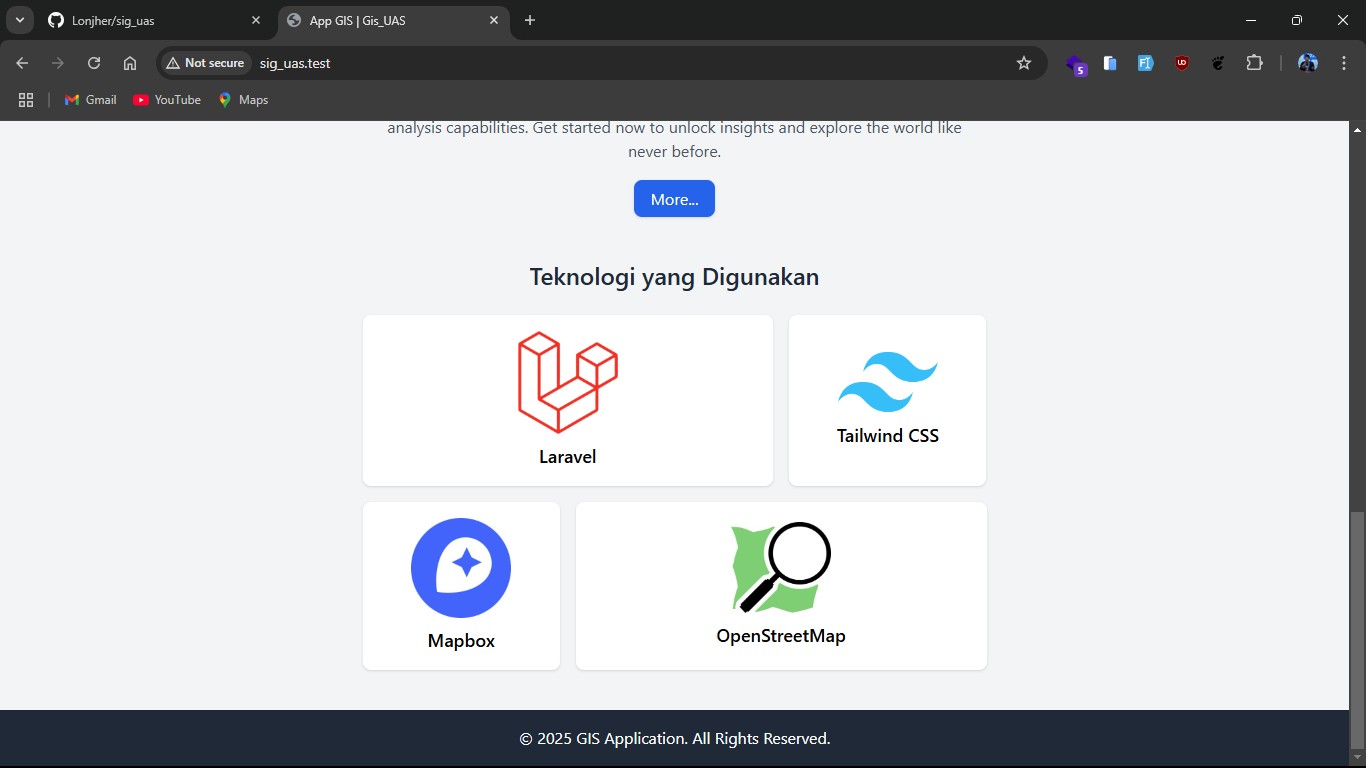 Lonjher/sig_uas
App GIS | Gis_UAS
Not secure
sig_uas.test
5
UD
Gmail
YouTube
Maps
analysis capabilities. Get started now to unlock insights and explore the world like
never before.
More...
Teknologi yang Digunakan
Laravel
Tailwind CSS
Mapbox
OpenStreetMap
© 2025 GIS Application. All Rights Reserved.